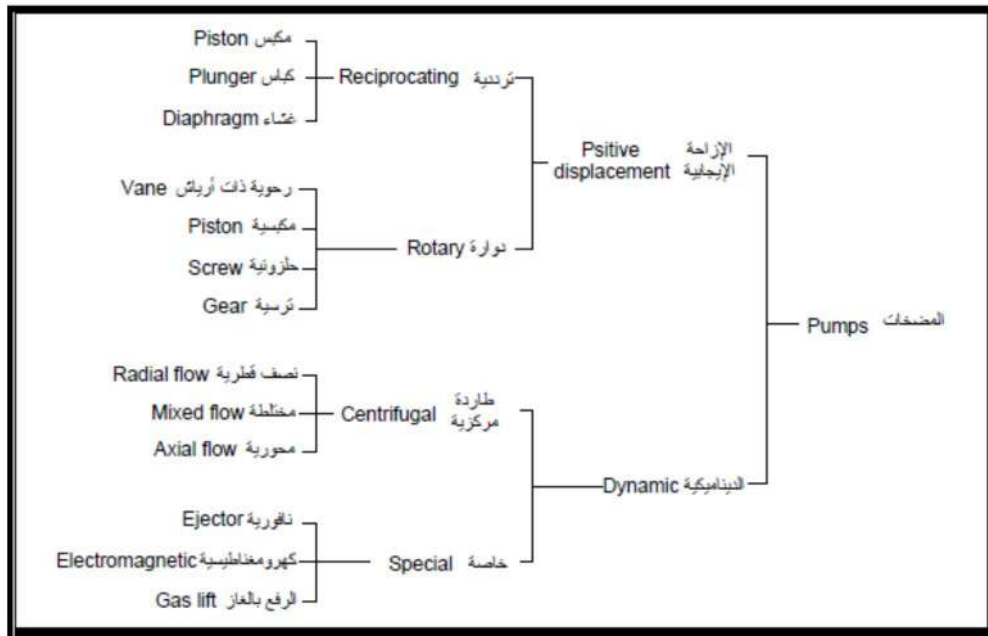 Piston مكبس
Plunger كباس
Diaphragm غشاء
Reciprocating ترددية
Psitive displacement الإزاحة الإيجابية
Vane رحوية ذات أرياش
Piston مكبسية
Screw حلزونية
Gear ترسية
Rotary دوارة
Pumps المضخات
Radial flow نصف قطرية
Mixed flow مختلطة
Axial flow محورية
Centrifugal طاردة مركزية
Dynamic الديناميكية
Ejector نافورية
Electromagnetic كهرومغناطيسية
Gas lift الرفع بالغاز
Special خاصة